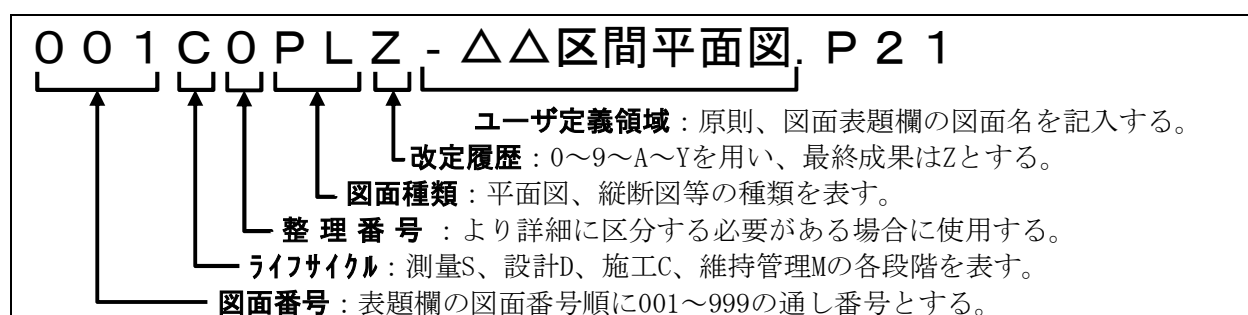 ００１Ｃ０ＰＬＺ-△△区間平面図.Ｐ２１
ユーザ定義領域：原則、図面表題欄の図面名を記入する。
改定履歴：0～9～A～Yを用い、最終成果はZとする。
図面種類：平面図、縦断図等の種類を表す。
整 理 番 号 ：より詳細に区分する必要がある場合に使用する。
ﾗｲﾌｻｲｸﾙ：測量S、設計D、施工C、維持管理Mの各段階を表す。
図面番号：表題欄の図面番号順に001～999の通し番号とする。